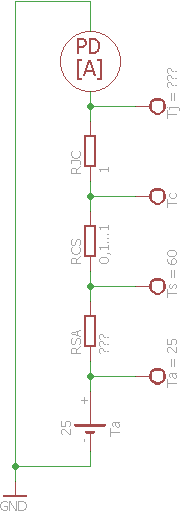 PD
[A]
Tj = ???
RJC
1
Tc
RCS
0,1...1
Ts = 60
RSA
???
Ta = 25
25
+
-
Ta
GND